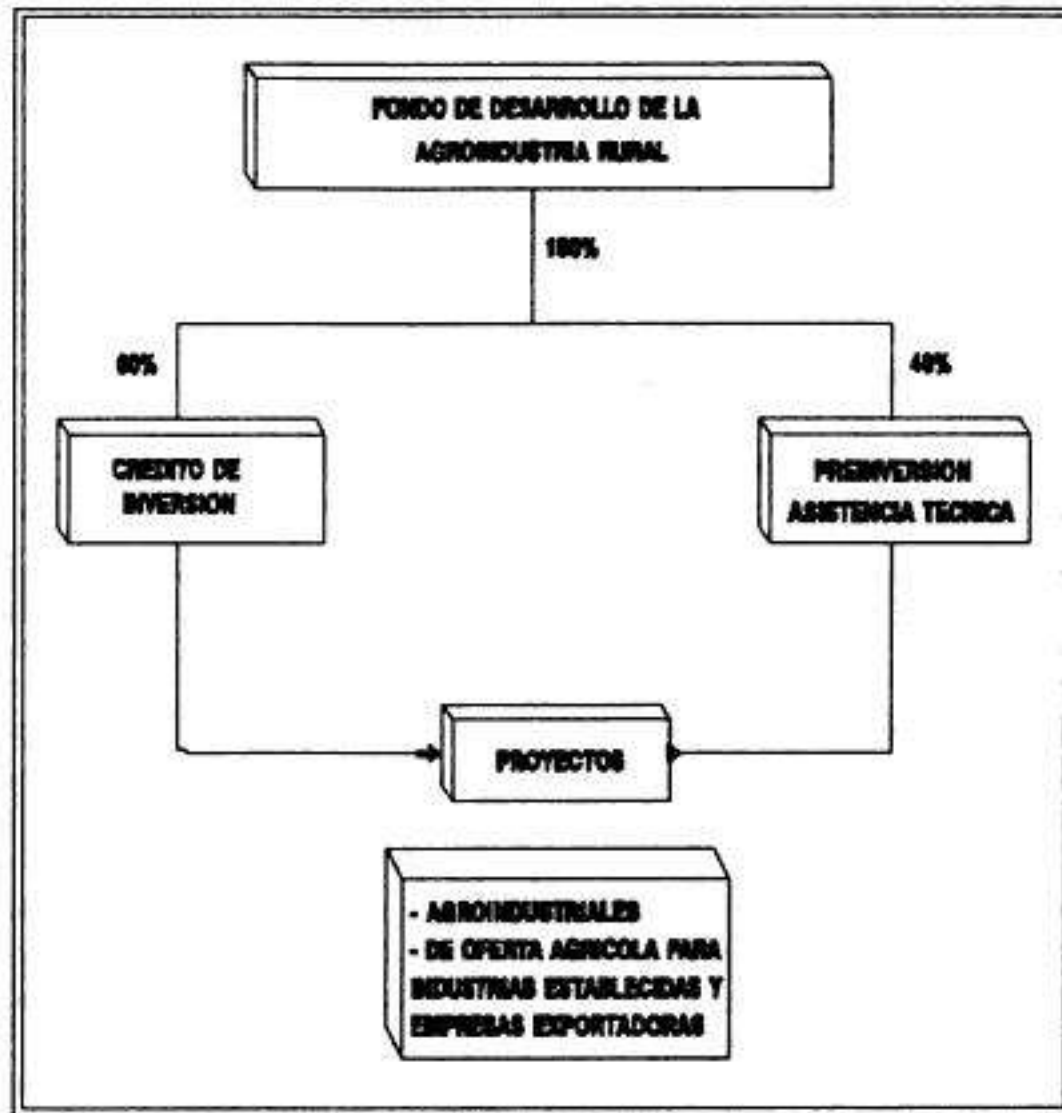 FONDO DE DESARROLLO DE LA
AGROINDUSTRIA RURAL
100%
60%
40%
CREDITO DE
INVERSION
PREINVERSION
ASISTENCIA TECNICA
PROYECTOS
- AGROINDUSTRIALES
- DE OFERTA AGRICOLA PARA
INDUSTRIAS ESTABLECIDAS Y
EMPRESAS EXPORTADORAS